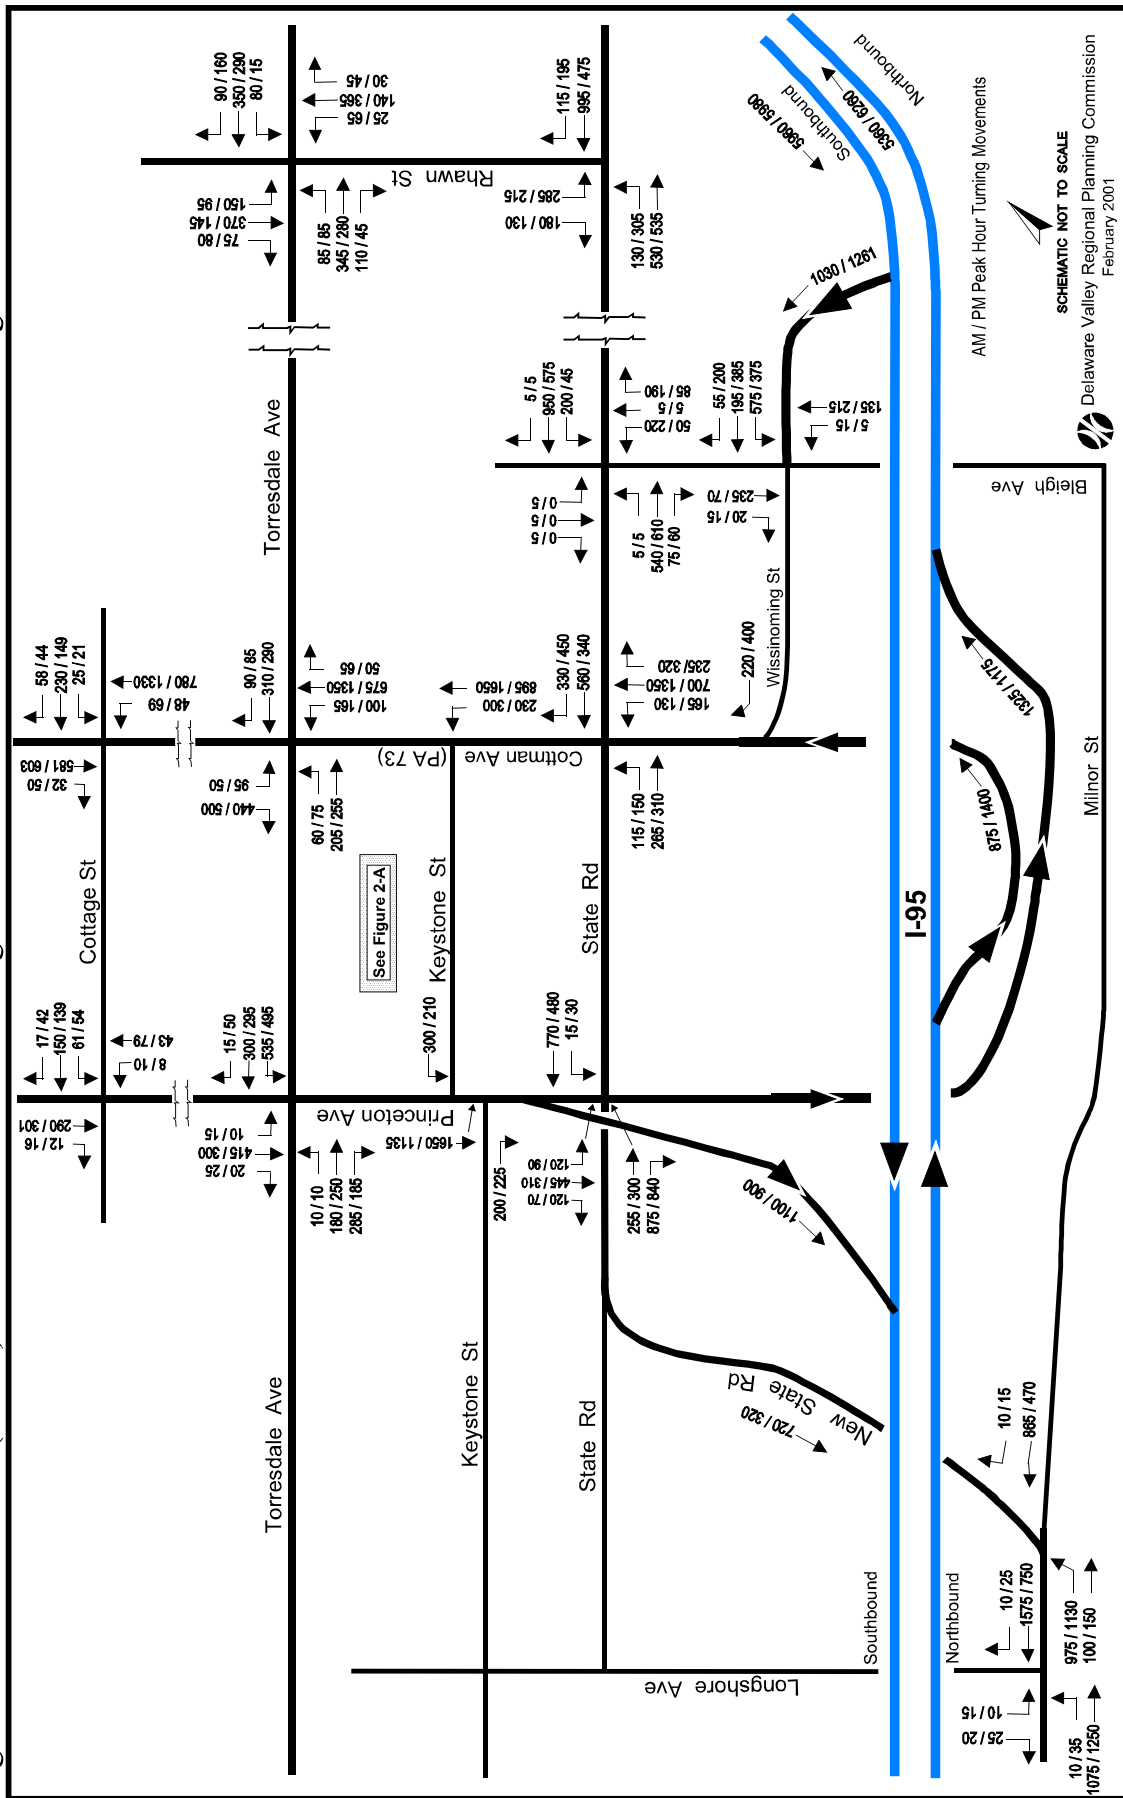 90 / 160
350 / 290
80 / 15
30 / 45
140 / 365
25 / 65
115 / 195
995 / 475
Rhawn St
150 / 95
370 / 145
75 / 80
85 / 85
345 / 280
110 / 45
285 / 215
180 / 130
130 / 305
530 / 535
5980 / 5980
Southbound
5360 / 6260
Northbound
1030 / 1261
AM / PM Peak Hour Turning Movements
SCHEMATIC NOT TO SCALE
Delaware Valley Regional Planning Commission
February 2001
Torresdale Ave
5 / 5
950 / 575
200 / 45
85 / 190
5 / 5
50 / 220
55 / 200
195 / 385
575 / 375
135 / 215
5 / 15
Bleigh Ave
0 / 5
0 / 5
0 / 5
5 / 5
540 / 610
75 / 60
235 / 70
20 / 15
Wissinoming St
220 / 400
58 / 44
230 / 149
25 / 21
780 / 1330
48 / 69
90 / 85
310 / 290
50 / 65
675 / 1350
100 / 165
895 / 1650
230 / 300
330 / 450
560 / 340
235/ 320
700 / 1350
165 / 130
Cottman Ave (PA 73)
581 / 603
32 / 50
95 / 50
440 / 500
60 / 75
205 / 255
115 / 150
265 / 310
1325 / 1175
875 / 1400
Milnor St
Cottage St
See Figure 2-A
Keystone St
State Rd
I-95
17 / 42
150 / 139
61 / 54
43 / 79
8 / 10
15 / 50
300 / 295
535 / 495
300 / 210
770 / 480
15 / 30
Princeton Ave
290 / 301
12 / 16
10 / 15
415 / 300
20 / 25
10 / 10
180 / 250
285 / 185
1650 / 1135
200 / 225
120 / 90
445 / 310
120 / 70
255 / 300
875 / 840
1100 / 900
Torresdale Ave
Keystone St
State Rd
New State Rd
720 / 320
10 / 15
865 / 470
Southbound
Northbound
Longshore Ave
10 / 25
1575 / 750
975 / 1130
100 / 150
10 / 15
25 / 20
10 / 35
1075 / 1250